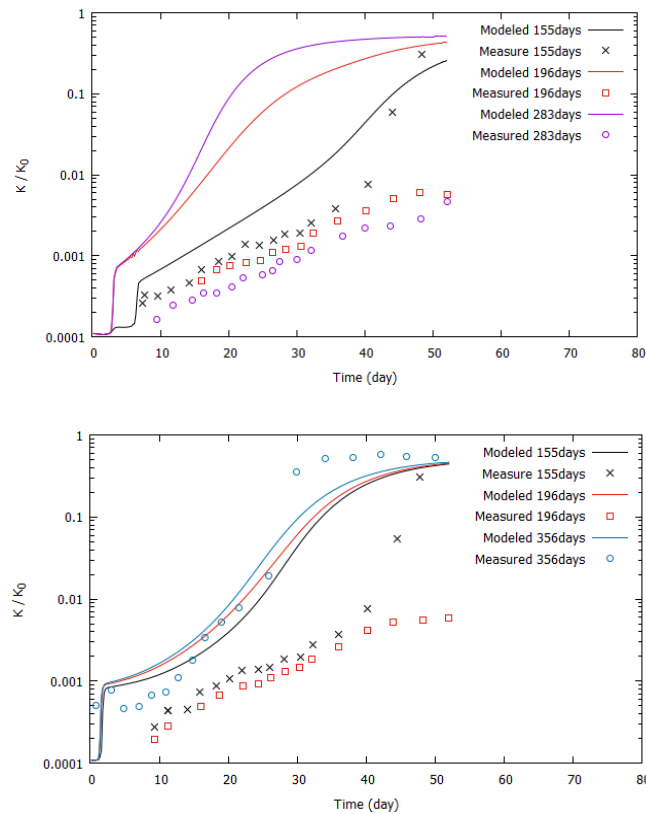 1
0.1
0.01
0.001
0.0001
K / K0
0 10 20 30 40 50 60 70 80
Time (day)
Modeled 155days
Measure 155days
Modeled 196days
Measured 196days
Modeled 283days
Measured 283days
1
0.1
0.01
0.001
0.0001
K / K0
0 10 20 30 40 50 60 70 80
Time (day)
Modeled 155days
Measure 155days
Modeled 196days
Measured 196days
Modeled 356days
Measured 356days